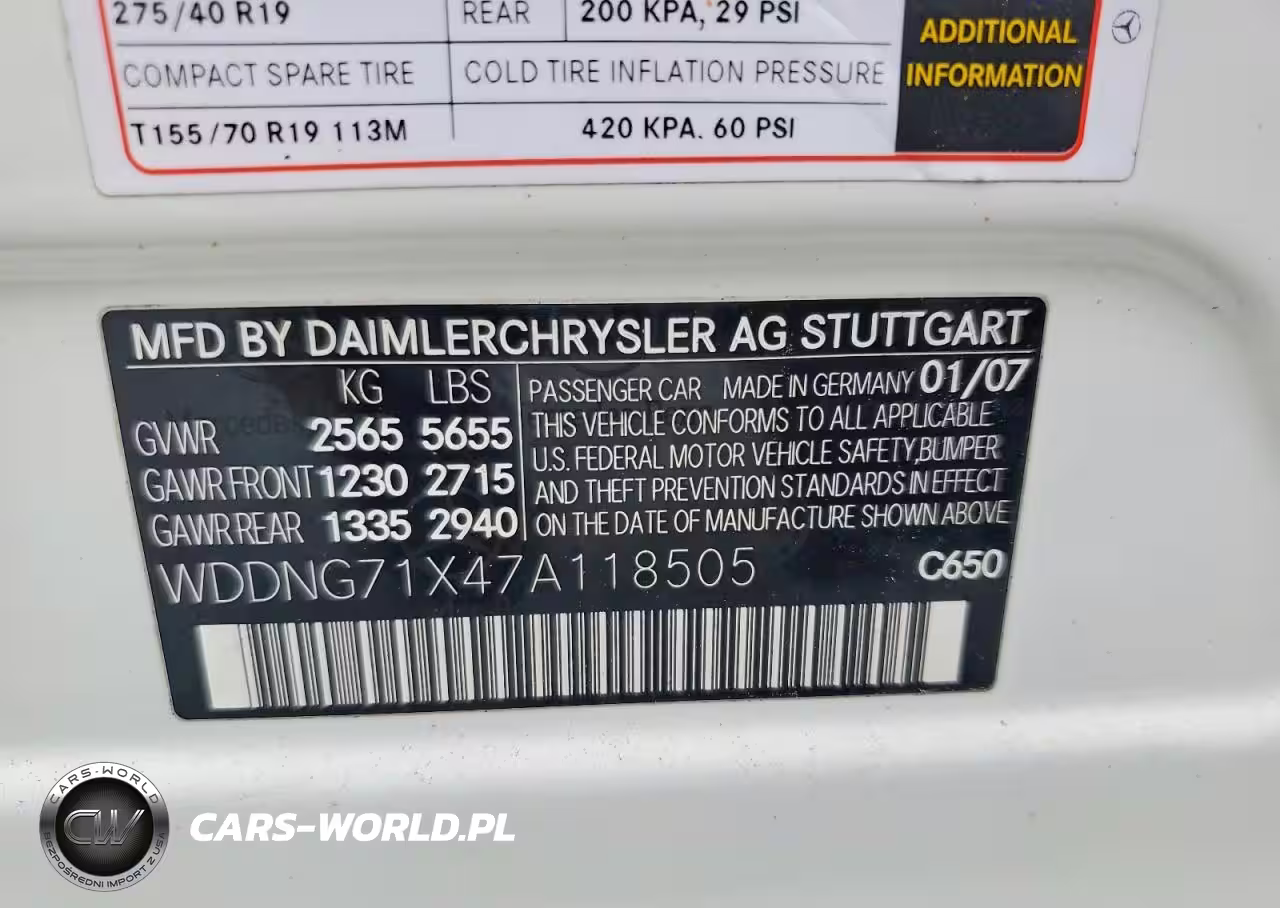 275/40 R19 REAR 200 KPA, 29 PSI
ADDITIONAL
INFORMATION
COMPACT SPARE TIRE COLD TIRE INFLATION PRESSURE
T155/70 R19 113M 420 KPA. 60 PSI
MFD BY DAIMLERCHRYSLER AG STUTTGART
KG LBS
GVWR 2565 5655
GAWR FRONT 1230 2715
GAWR REAR 1335 2940
PASSENGER CAR MADE IN GERMANY 01/07
THIS VEHICLE CONFORMS TO ALL APPLICABLE
U.S. FEDERAL MOTOR VEHICLE SAFETY,BUMPER
AND THEFT PREVENTION STANDARDS IN EFFECT
ON THE DATE OF MANUFACTURE SHOWN ABOVE
WDDNG71X47A118505 C650
CARS-WORLD
CW
BEZPOŚREDNI IMPORT Z USA
CARS-WORLD.PL